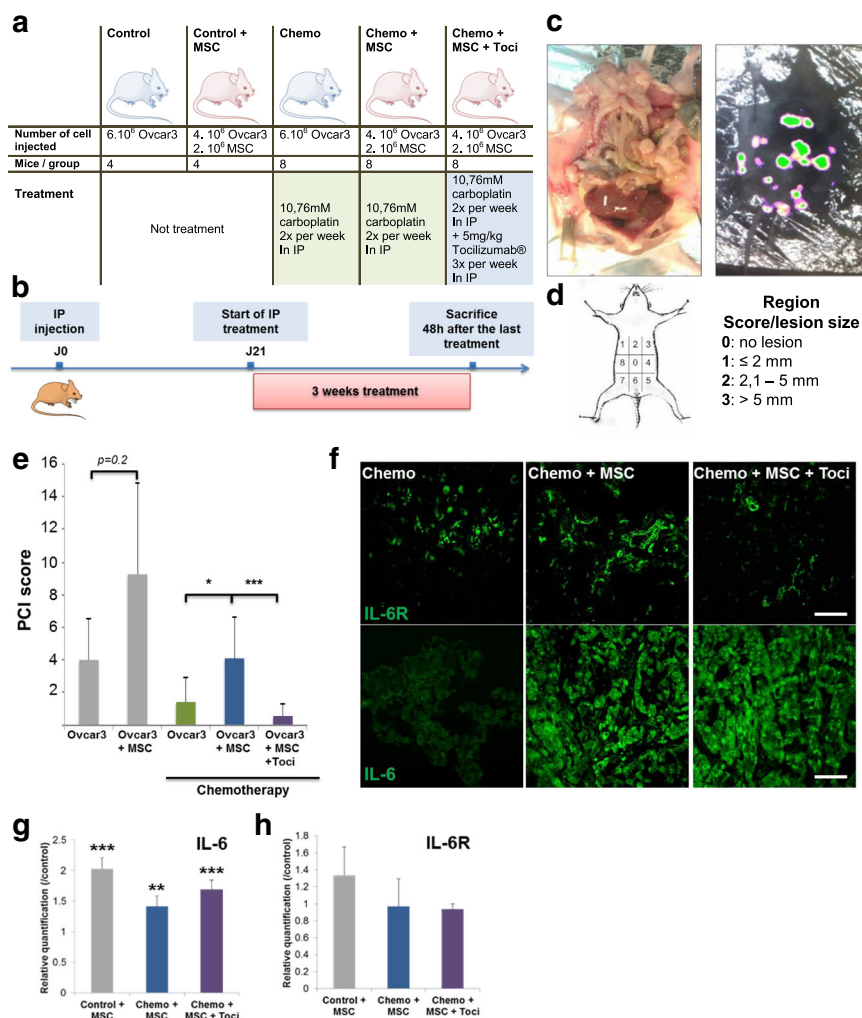 a
Control
Control + MSC
Chemo
Chemo + MSC
Chemo + MSC + Toci
Number of cell injected
6.10⁶ Ovcar3
4. 10⁶ Ovcar3
2. 10⁶ MSC
6.10⁶ Ovcar3
4. 10⁶ Ovcar3
2. 10⁶ MSC
4. 10⁶ Ovcar3
2. 10⁶ MSC
Mice / group
4
4
8
8
8
Treatment
Not treatment
10,76mM
carboplatin
2x per week
In IP
10,76mM
carboplatin
2x per week
In IP
10,76mM
carboplatin
2x per week
In IP
+ 5mg/kg
Tocilizumab®
3x per week
In IP
b
IP
injection
J0
Start of IP
treatment
J21
Sacrifice
48h after the last
treatment
3 weeks treatment
c
d
1 2 3
8 0 4
7 6 5
Region
Score/lesion size
0: no lesion
1: ≤ 2 mm
2: 2,1 – 5 mm
3: > 5 mm
e
PCI score
16
14
12
10
8
6
4
2
p=0.2
*
***
Ovcar3
Ovcar3
+ MSC
Ovcar3
Ovcar3
+ MSC
Ovcar3
+ MSC
+Toci
Chemotherapy
f
Chemo
Chemo + MSC
Chemo + MSC + Toci
IL-6R
IL-6
g
IL-6
Relative quantification (/control)
2.5
2
1.5
1
0.5
0
***
**
***
Control +
MSC
Chemo +
MSC
Chemo +
MSC + Toci
h
IL-6R
Relative quantification (/control)
1.8
1.6
1.4
1.2
1
0.8
0.6
0.4
0.2
0
Control +
MSC
Chemo +
MSC
Chemo +
MSC + Toci